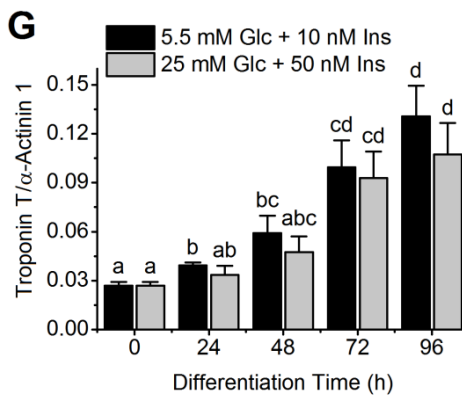 G
5.5 mM Glc + 10 nM Ins
25 mM Glc + 50 nM Ins
Troponin T/α-Actinin 1
0.15
0.12
0.09
0.06
0.03
0.00
a a b ab bc abc cd cd d d
0 24 48 72 96
Differentiation Time (h)